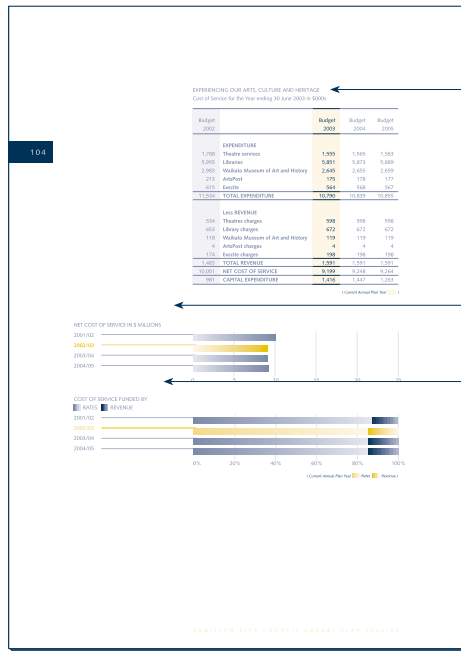 104
EXPERIENCING OUR ARTS, CULTURE AND HERITAGE
Cost of Service for the Year ending 30 June 2003 in $000s
Budget Budget Budget Budget
2002 2003 2004 2005
EXPENDITURE
1,768 Theatre services 1,555 1,565 1,563
5,955 Libraries 5,851 5,873 5,889
2,983 Waikato Museum of Art and History 2,645 2,655 2,659
213 ArtsPost 175 178 177
615 Exscite 564 568 567
11,534 TOTAL EXPENDITURE 10,790 10,839 10,855
Less REVENUE
534 Theatres charges 598 598 598
653 Library charges 672 672 672
118 Waikato Museum of Art and History 119 119 119
4 ArtsPost charges 4 4 4
174 Exscite charges 198 198 198
1,483 TOTAL REVENUE 1,591 1,591 1,591
10,051 NET COST OF SERVICE 9,199 9,248 9,264
981 CAPITAL EXPENDITURE 1,416 1,447 1,263
( Current Annual Plan Year )
NET COST OF SERVICE IN $ MILLIONS
2001/02
2002/03
2003/04
2004/05
0 5 10 15 20 25
COST OF SERVICE FUNDED BY
RATES REVENUE
2001/02
2002/03
2003/04
2004/05
0% 20% 40% 60% 80% 100%
( Current Annual Plan Year Rates Revenue )